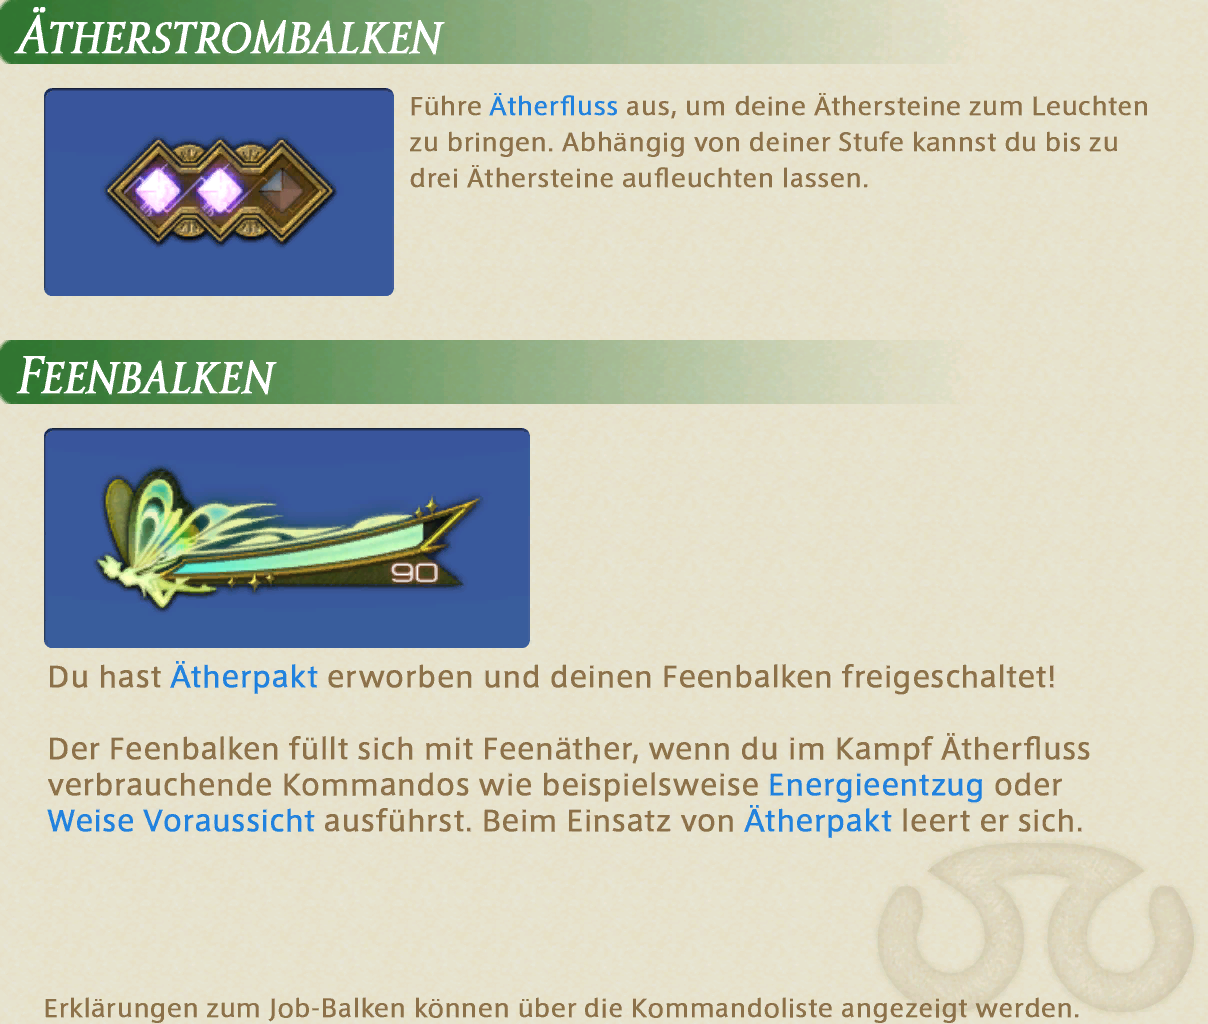 ÄTHERSTROMBALKEN
Führe Ätherfluss aus, um deine Äthersteine zum Leuchten
zu bringen. Abhängig von deiner Stufe kannst du bis zu
drei Äthersteine aufleuchten lassen.
FEENBALKEN
90
Du hast Ätherpakt erworben und deinen Feenbalken freigeschaltet!
Der Feenbalken füllt sich mit Feenäther, wenn du im Kampf Ätherfluss
verbrauchende Kommandos wie beispielsweise Energieentzug oder
Weise Voraussicht ausführst. Beim Einsatz von Ätherpakt leert er sich.
Erklärungen zum Job-Balken können über die Kommandoliste angezeigt werden.